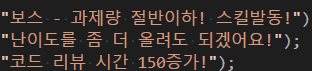 "보스 - 과제량 절반이하! 스킬발동!")
"난이도를 좀 더 올려도 되겠어요!");
"코드 리뷰 시간 150증가!");